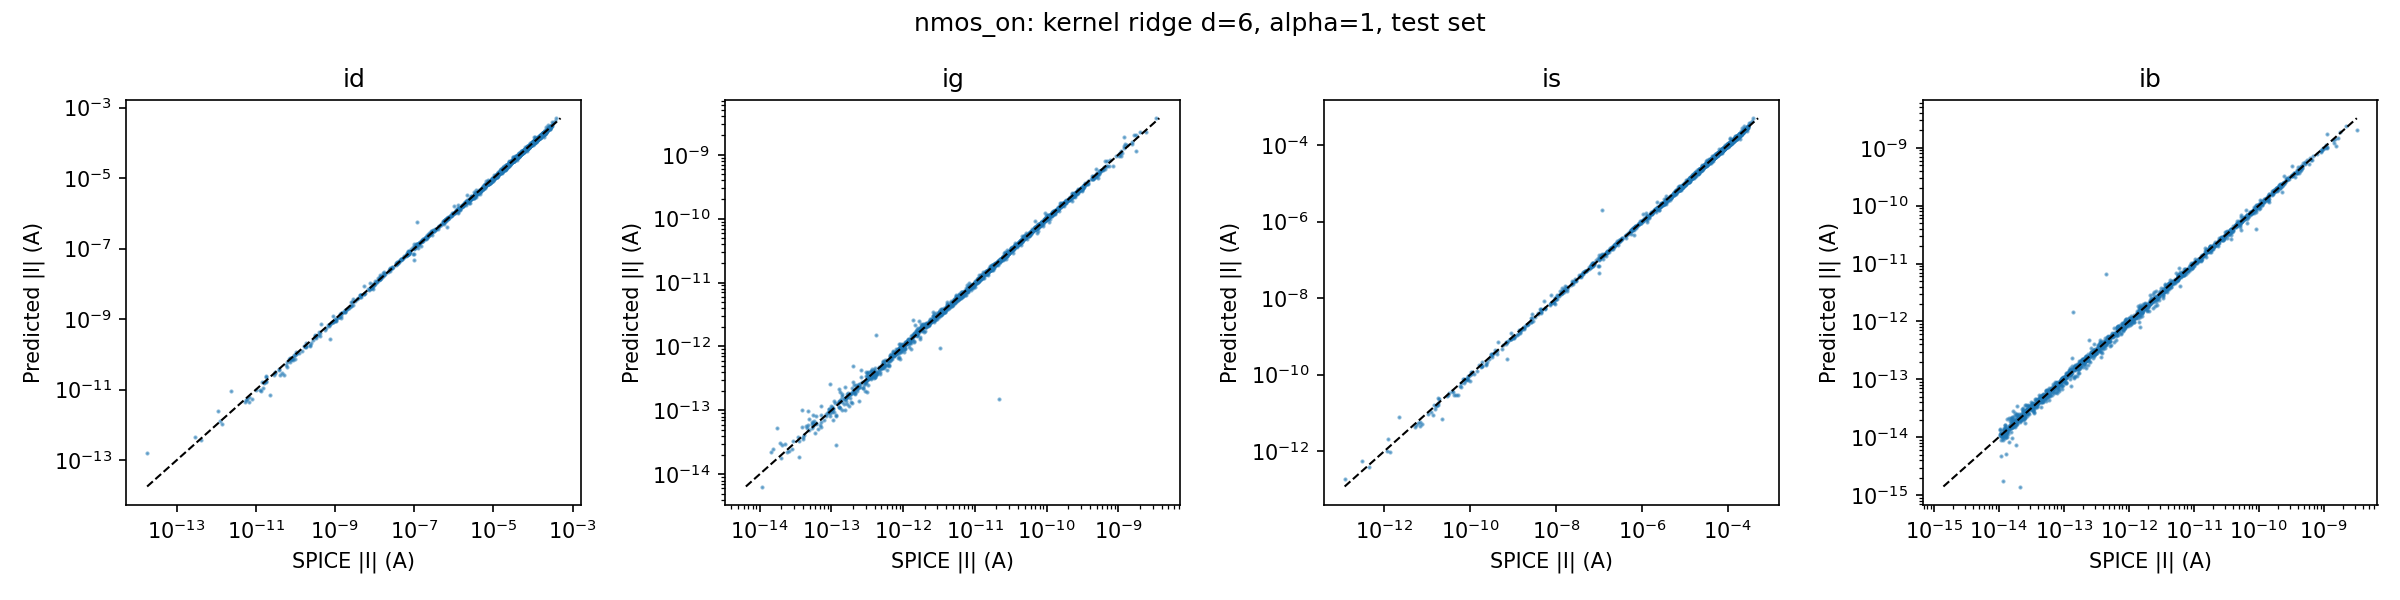 nmos_on: kernel ridge d=6, alpha=1, test set
id
10⁻³
10⁻⁵
10⁻⁷
10⁻⁹
10⁻¹¹
10⁻¹³
Predicted |I| (A)
10⁻¹³ 10⁻¹¹ 10⁻⁹ 10⁻⁷ 10⁻⁵ 10⁻³
SPICE |I| (A)
ig
10⁻⁹
10⁻¹⁰
10⁻¹¹
10⁻¹²
10⁻¹³
10⁻¹⁴
Predicted |I| (A)
10⁻¹⁴ 10⁻¹³ 10⁻¹² 10⁻¹¹ 10⁻¹⁰ 10⁻⁹
SPICE |I| (A)
is
10⁻⁴
10⁻⁶
10⁻⁸
10⁻¹⁰
10⁻¹²
Predicted |I| (A)
10⁻¹² 10⁻¹⁰ 10⁻⁸ 10⁻⁶ 10⁻⁴
SPICE |I| (A)
ib
10⁻⁹
10⁻¹⁰
10⁻¹¹
10⁻¹²
10⁻¹³
10⁻¹⁴
10⁻¹⁵
Predicted |I| (A)
10⁻¹⁵ 10⁻¹⁴ 10⁻¹³ 10⁻¹² 10⁻¹¹ 10⁻¹⁰ 10⁻⁹
SPICE |I| (A)